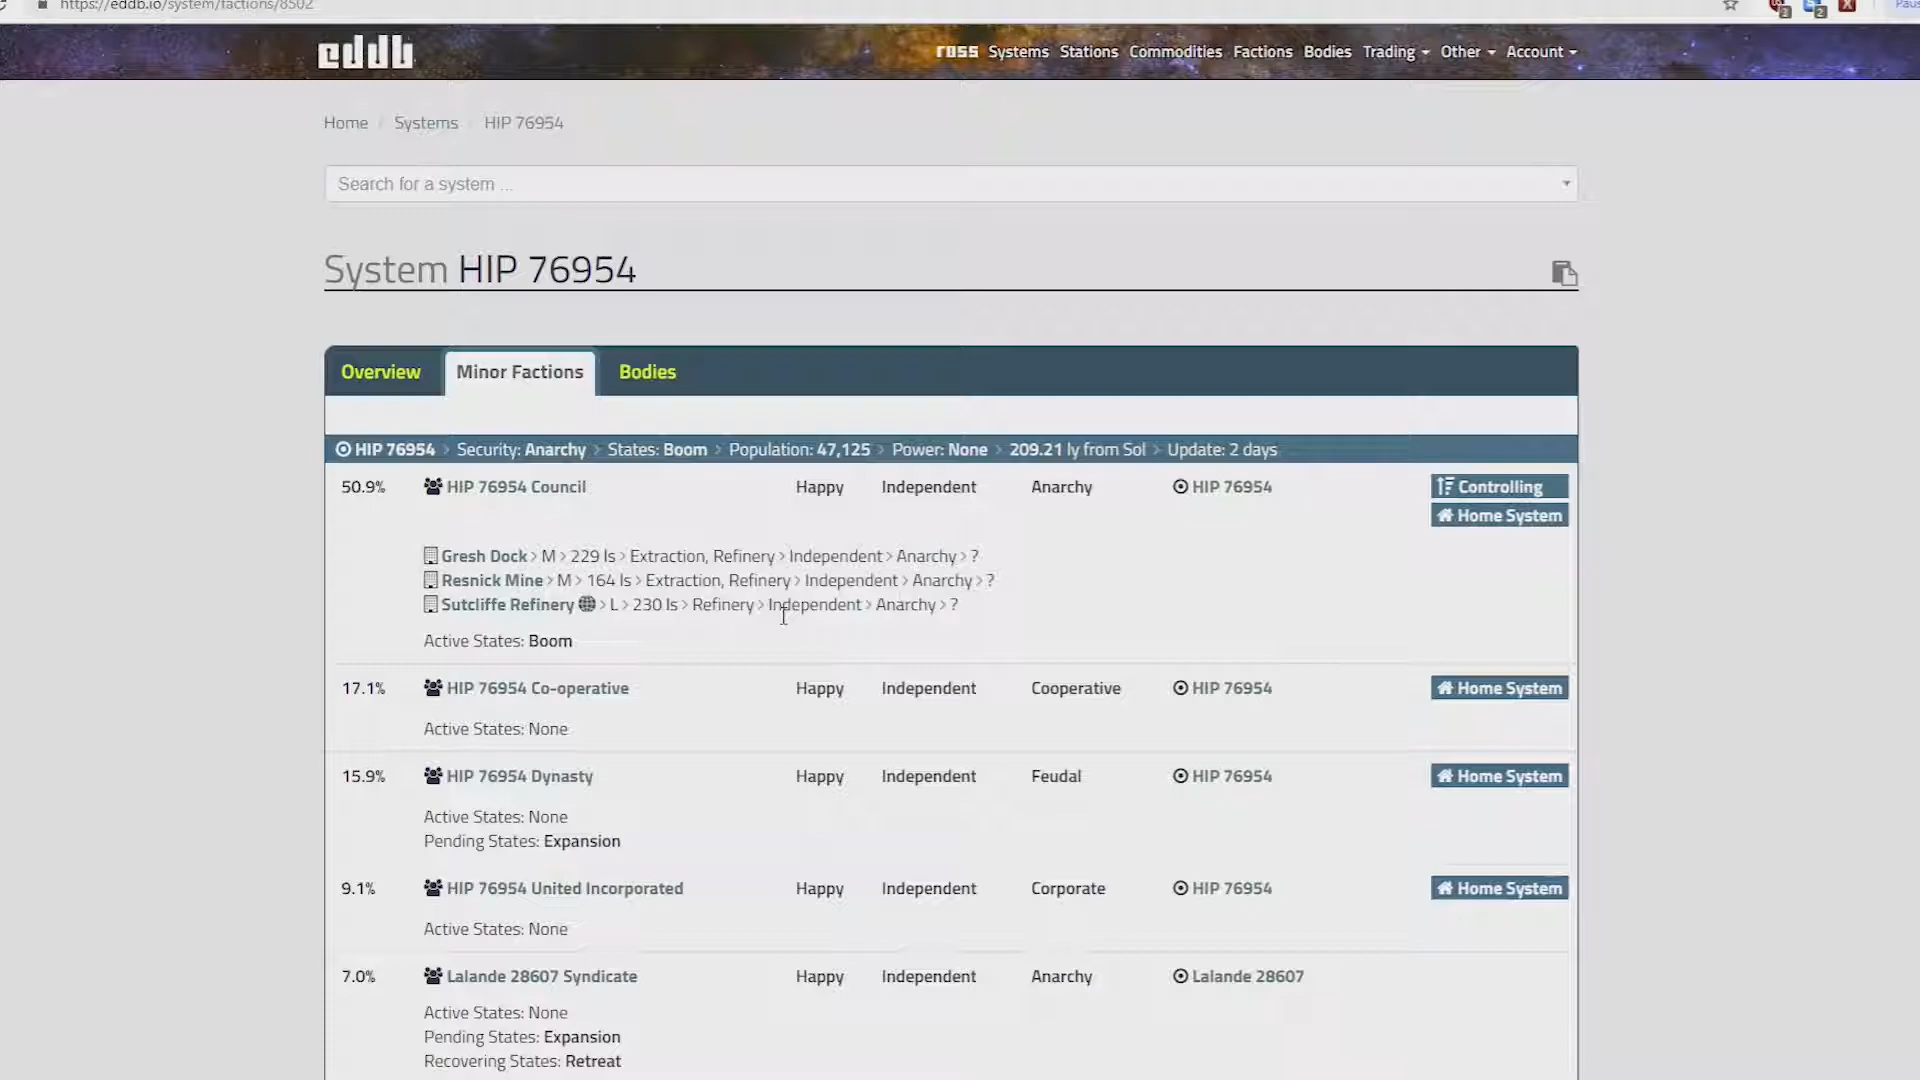 https://eddb.io/system/factions/8502
eddb
ross Systems Stations Commodities Factions Bodies Trading Other Account
Home / Systems / HIP 76954
Search for a system ...
System HIP 76954
Overview Minor Factions Bodies
HIP 76954 > Security: Anarchy > States: Boom > Population: 47,125 > Power: None > 209.21 ly from Sol > Update: 2 days
50.9% HIP 76954 Council Happy Independent Anarchy HIP 76954 Controlling
Home System
Gresh Dock > M > 229 ls > Extraction, Refinery > Independent > Anarchy > ?
Resnick Mine > M > 164 ls > Extraction, Refinery > Independent > Anarchy > ?
Sutcliffe Refinery > L > 230 ls > Refinery > Independent > Anarchy > ?
Active States: Boom
17.1% HIP 76954 Co-operative Happy Independent Cooperative HIP 76954 Home System
Active States: None
15.9% HIP 76954 Dynasty Happy Independent Feudal HIP 76954 Home System
Active States: None
Pending States: Expansion
9.1% HIP 76954 United Incorporated Happy Independent Corporate HIP 76954 Home System
Active States: None
7.0% Lalande 28607 Syndicate Happy Independent Anarchy Lalande 28607
Active States: None
Pending States: Expansion
Recovering States: Retreat